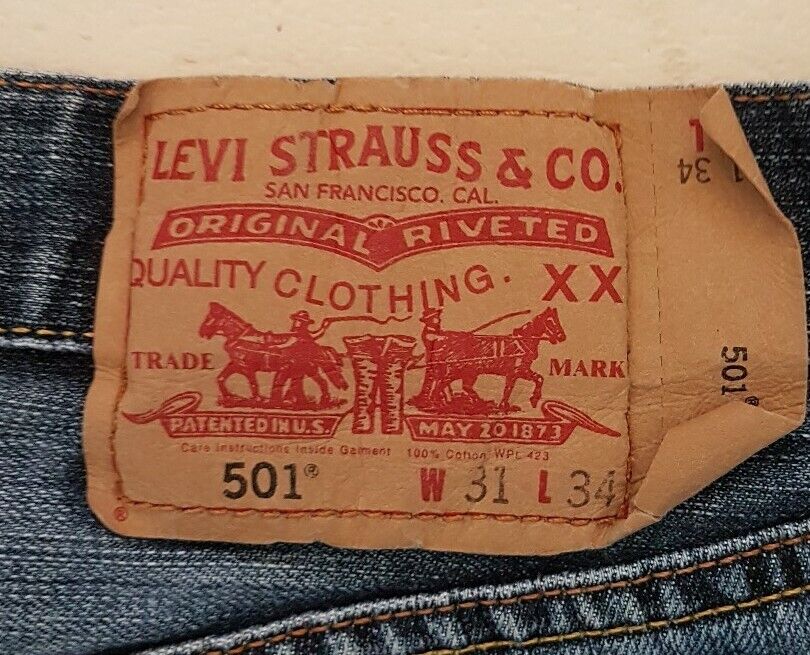 LEVI STRAUSS & CO.
SAN FRANCISCO. CAL.
ORIGINAL RIVETED
QUALITY CLOTHING. XX
TRADE MARK
PATENTED IN U.S. MAY 20 1873
Care Instructions Inside Garment 100% Cotton WPL 423
501® W 31 L 34
®
L
34
501®